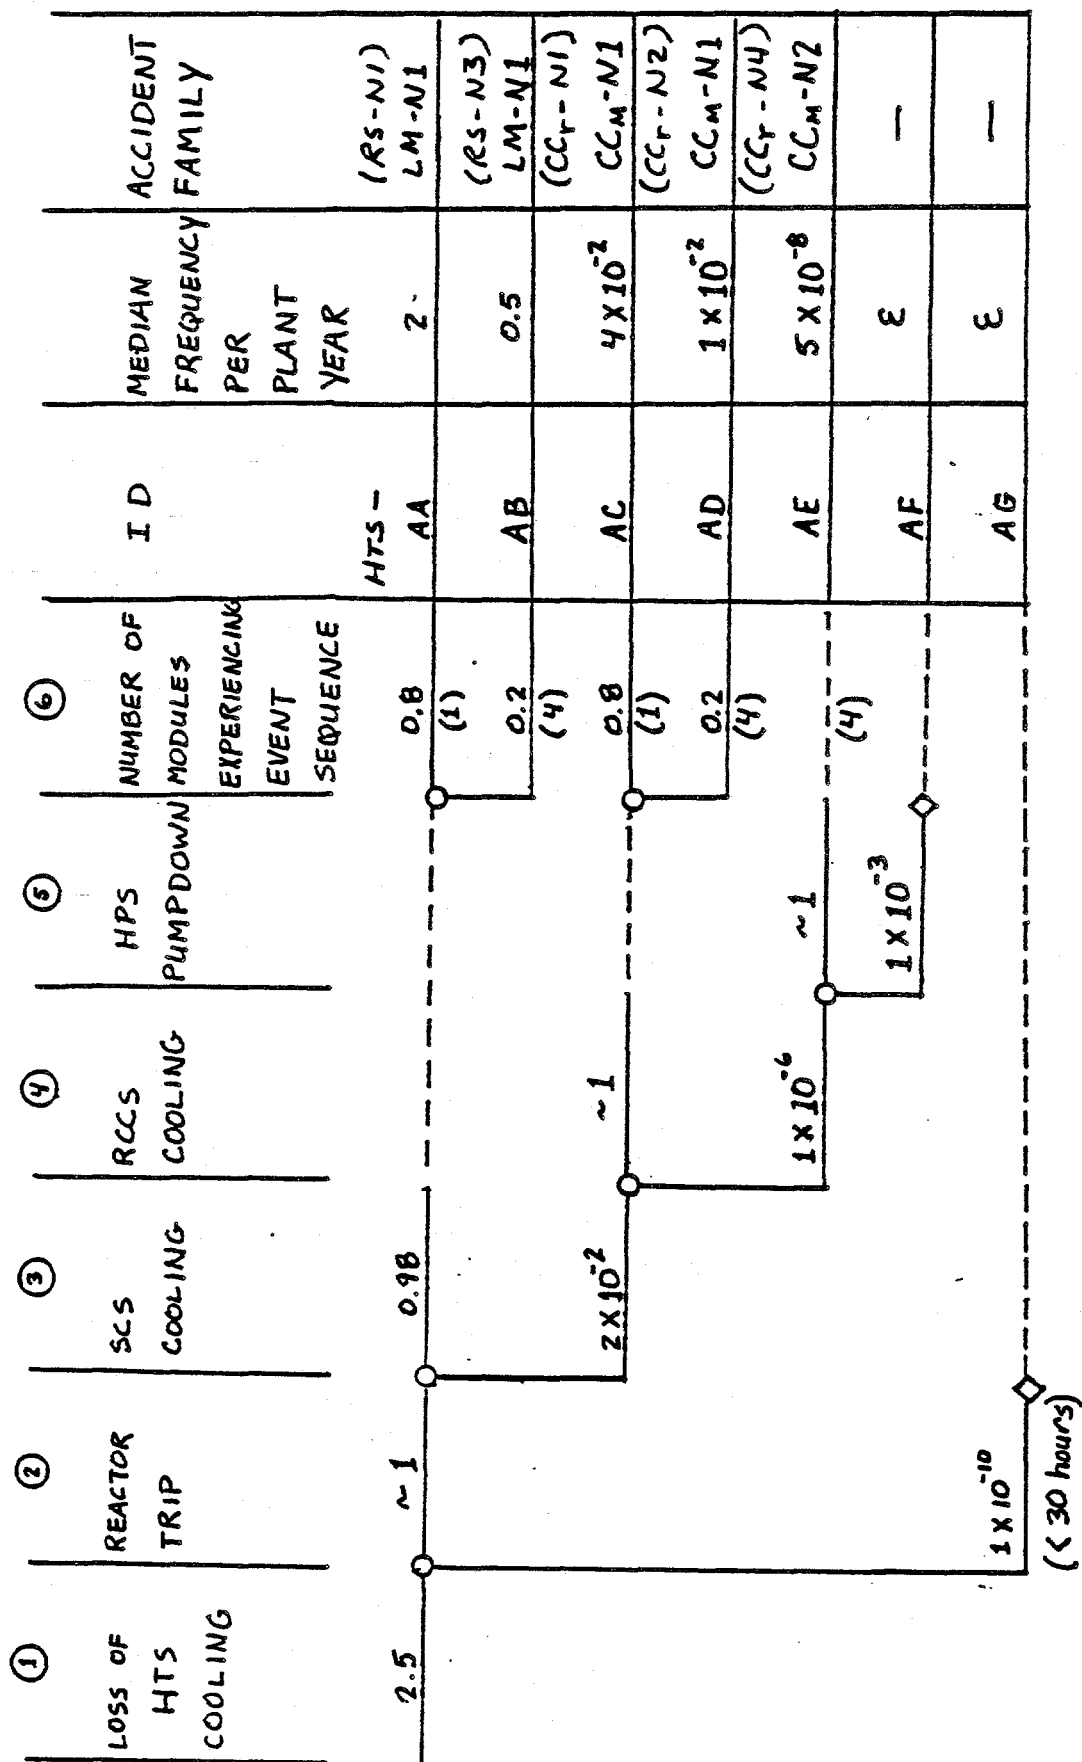 ①
LOSS OF
HTS
COOLING
②
REACTOR
TRIP
③
SCS
COOLING
④
RCCS
COOLING
⑤
HPS
PUMPDOWN
⑥
NUMBER OF
MODULES
EXPERIENCING
EVENT
SEQUENCE
I D
MEDIAN
FREQUENCY
PER
PLANT
YEAR
ACCIDENT
FAMILY
2.5
~ 1
0.98
0.8
(1)
HTS -
AA
2.
(RS-N1)
LM-N1
0.2
(4)
AB
0.5
(RS-N3)
LM-N1
2 X 10⁻²
~ 1
0.8
(1)
AC
4 X 10⁻²
(CCr-N1)
CCM-N1
0.2
(4)
AD
1 X 10⁻²
(CCr-N2)
CCM-N1
1 X 10⁻⁶
~ 1
(4)
AE
5 X 10⁻⁸
(CCr-N4)
CCM-N2
1 X 10⁻³
AF
ε
—
1 X 10⁻¹⁰
(< 30 hours)
AG
ε
—